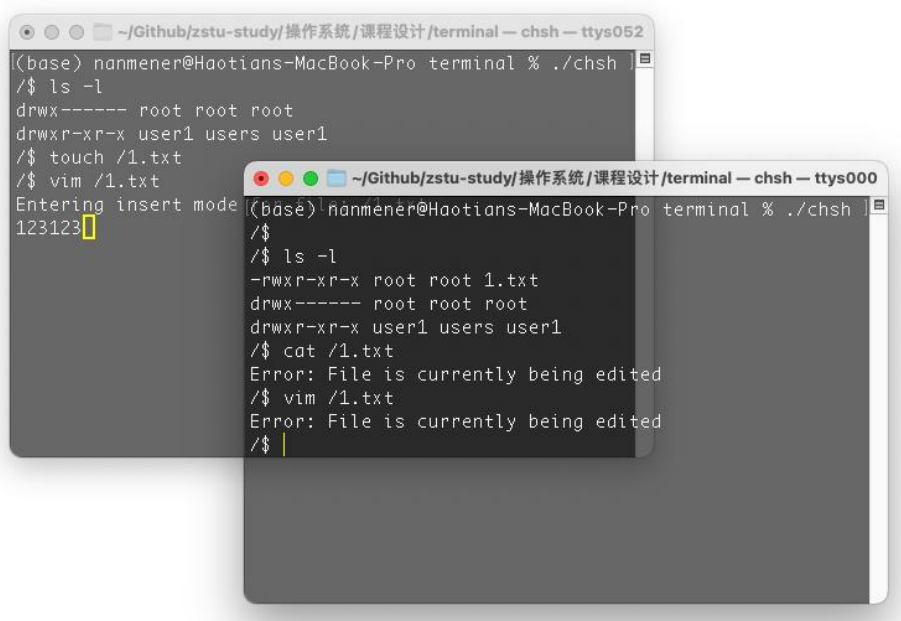 ~/Github/zstu-study/操作系统/课程设计/terminal — chsh — ttys052
[(base) nanmener@Haotians-MacBook-Pro terminal % ./chsh ]
/$ ls -l
drwx------ root root root
drwxr-xr-x user1 users user1
/$ touch /1.txt
/$ vim /1.txt
Entering insert mode for file: /1.txt
123123
~/Github/zstu-study/操作系统/课程设计/terminal — chsh — ttys000
[(base) nanmener@Haotians-MacBook-Pro terminal % ./chsh ]
/$
/$ ls -l
-rwxr-xr-x root root 1.txt
drwx------ root root root
drwxr-xr-x user1 users user1
/$ cat /1.txt
Error: File is currently being edited
/$ vim /1.txt
Error: File is currently being edited
/$